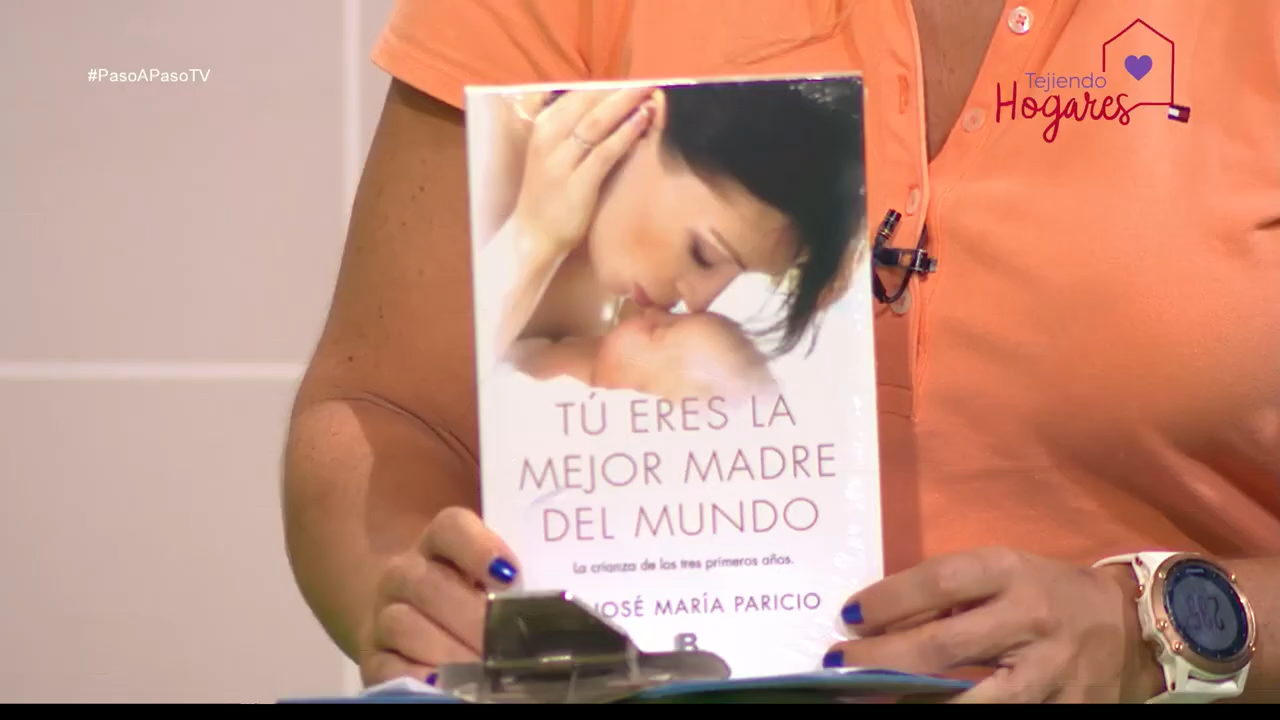 #PasoAPasoTV
Tejiendo
Hogares
TÚ ERES LA
MEJOR MADRE
DEL MUNDO
La crianza de los tres primeros años.
JOSÉ MARÍA PARICIO
B